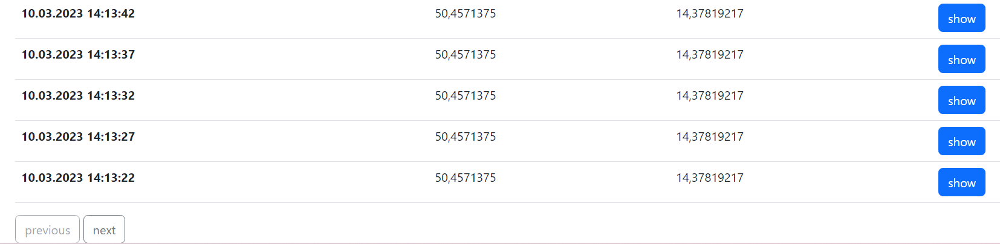 10.03.2023 14:13:42 50,4571375 14,37819217 show
10.03.2023 14:13:37 50,4571375 14,37819217 show
10.03.2023 14:13:32 50,4571375 14,37819217 show
10.03.2023 14:13:27 50,4571375 14,37819217 show
10.03.2023 14:13:22 50,4571375 14,37819217 show
previous next